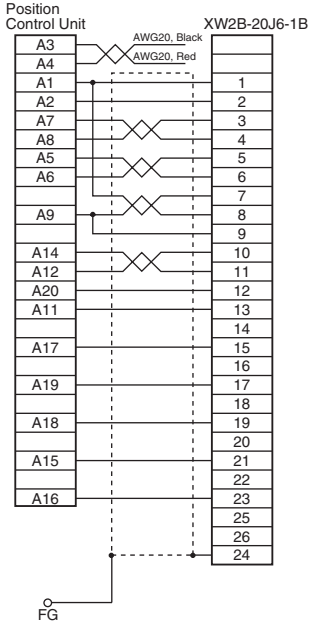 Position
Control Unit
XW2B-20J6-1B
A3
AWG20, Black
A4
AWG20, Red
A1 1
A2 2
A7 3
A8 4
A5 5
A6 6
7
A9 8
9
A14 10
A12 11
A20 12
A11 13
14
A17 15
16
A19 17
18
A18 19
20
A15 21
22
A16 23
25
26
24
FG